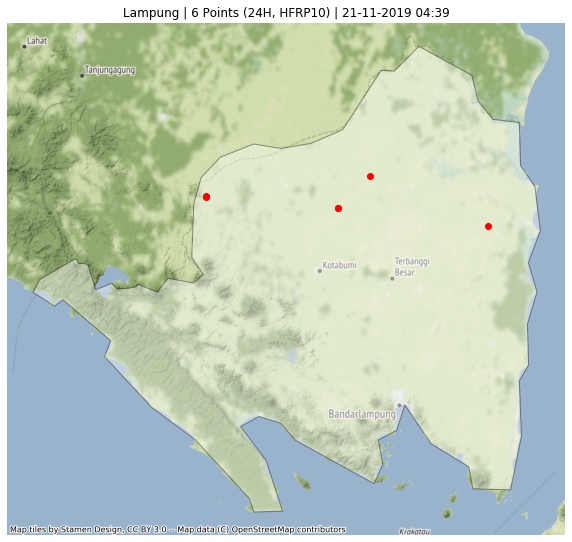 Lampung | 6 Points (24H, HFRP10) | 21-11-2019 04:39
Lahat
Tanjungagung
Kotabumi
Terbanggi
Besar
Bandarlampung
Krakatau
Map tiles by Stamen Design, CC BY 3.0 -- Map data (C) OpenStreetMap contributors